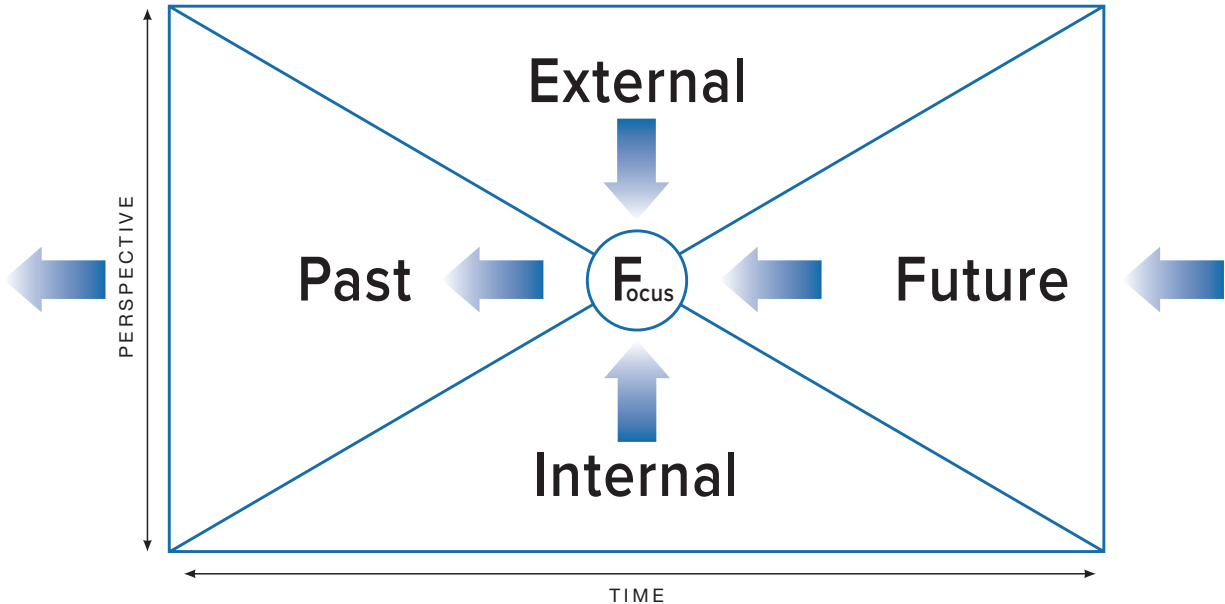 External
PERSPECTIVE
Past
Focus
Future
Internal
TIME